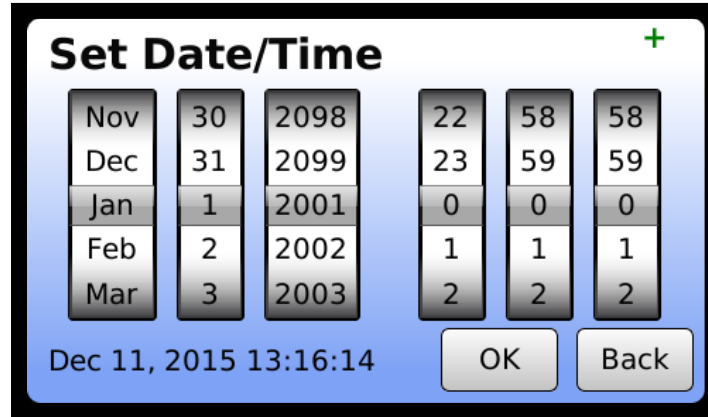 Set Date/Time +
Nov 30 2098 22 58 58
Dec 31 2099 23 59 59
Jan 1 2001 0 0 0
Feb 2 2002 1 1 1
Mar 3 2003 2 2 2
Dec 11, 2015 13:16:14 OK Back